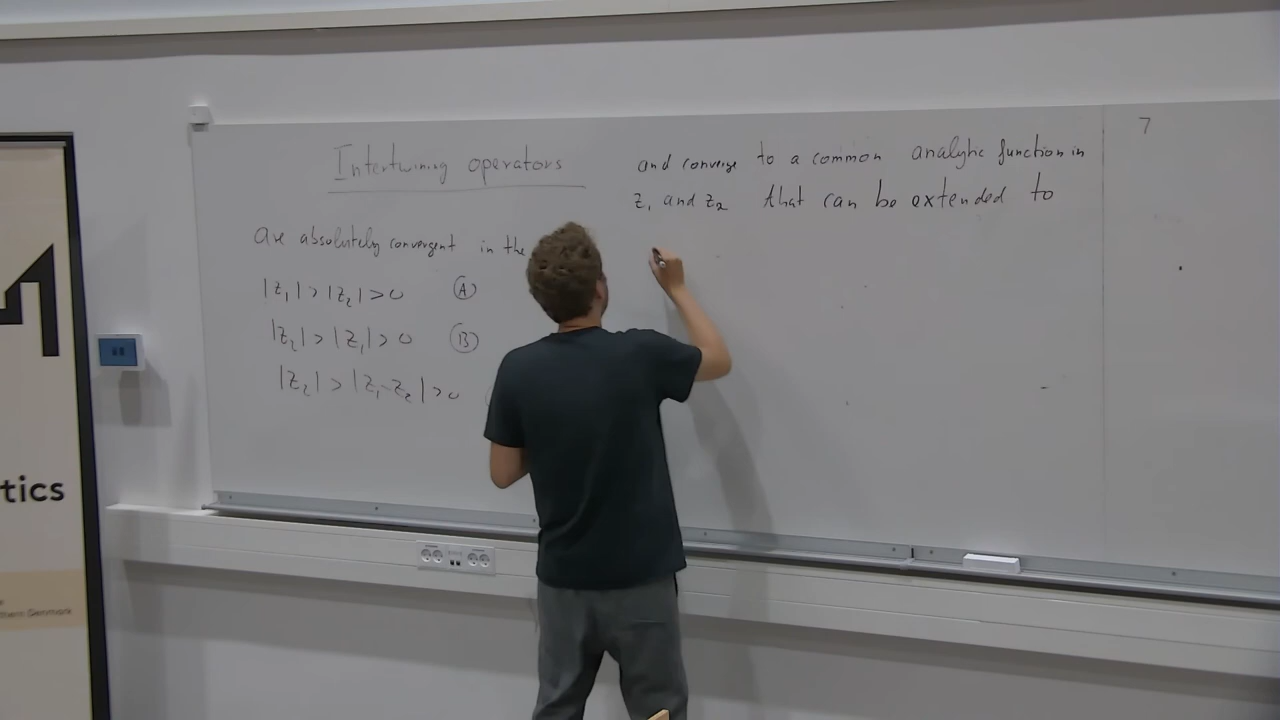 Intertwining operators
are absolutely convergent in the
|z₁| > |z₂| > 0 Ⓐ
|z₂| > |z₁| > 0 Ⓑ
|z₂| > |z₁-z₂| > 0
and converge to a common analytic function in
z₁ and z₂ that can be extended to
7
tics